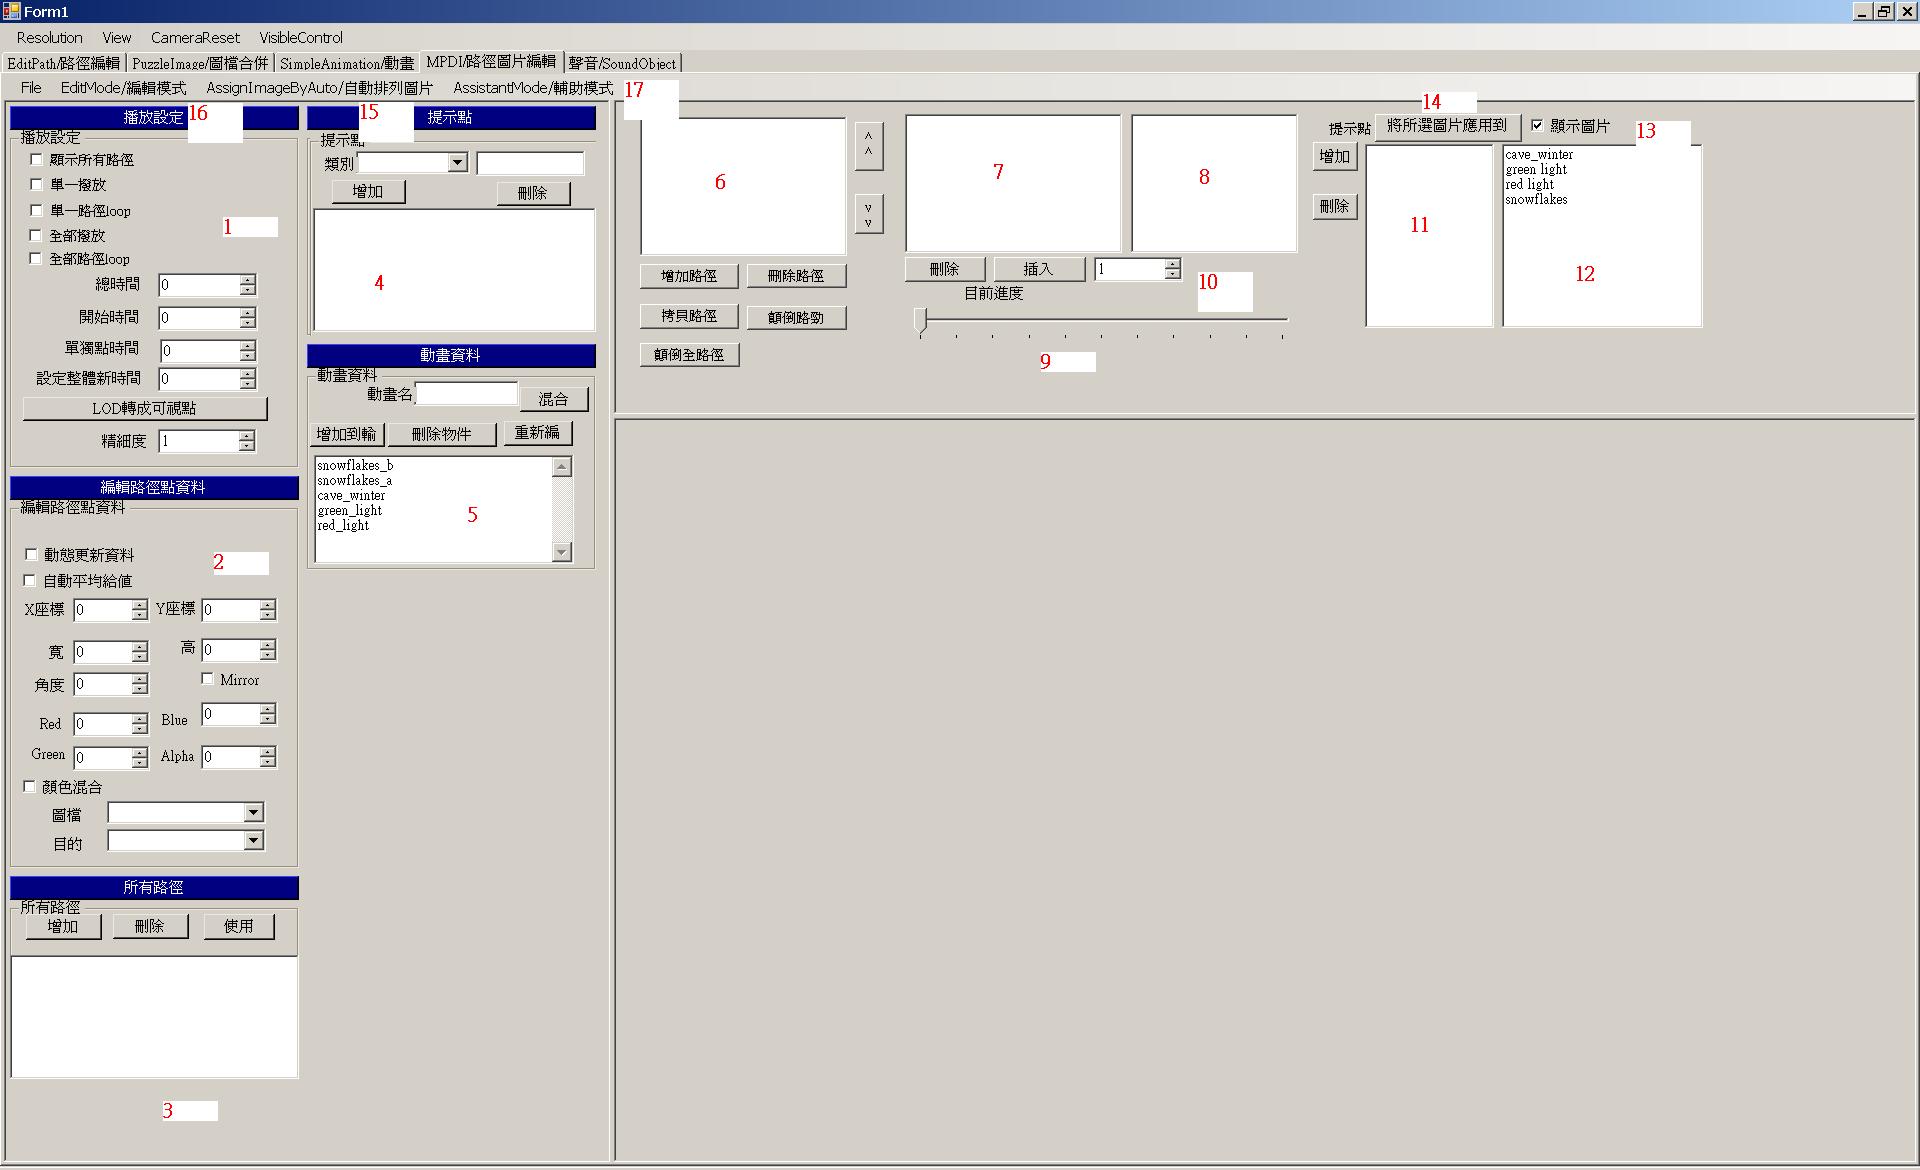 Form1
Resolution View CameraReset VisibleControl
EditPath/路徑編輯 PuzzleImage/圖檔合併 SimpleAnimation/動畫 MPDI/路徑圖片編輯 聲音/SoundObject
File EditMode/編輯模式 AssignImageByAuto/自動排列圖片 AssistantMode/輔助模式
17
播放設定
16
播放設定
顯示所有路徑
單一撥放
單一路徑loop
1
全部撥放
全部路徑loop
總時間 0
開始時間 0
單獨點時間 0
設定整體新時間 0
LOD轉成可視點
精細度 1
編輯路徑點資料
編輯路徑點資料
動態更新資料
2
自動平均給值
X座標 0 Y座標 0
寬 0 高 0
角度 0 Mirror
Red 0 Blue 0
Green 0 Alpha 0
顏色混合
圖檔
目的
所有路徑
所有路徑
增加 刪除 使用
3
15
提示點
提示點
類別
增加 刪除
4
動畫資料
動畫資料
動畫名 混合
增加到輸 刪除物件 重新編
snowflakes_b
snowflakes_a
cave_winter
green_light
red_light
5
6
^
^
v
v
增加路徑 刪除路徑
拷貝路徑 顛倒路勁
顛倒全路徑
7
8
刪除 插入 1
10
目前進度
9
14
提示點 將所選圖片應用到 顯示圖片
13
增加
刪除
11
cave_winter
green light
red light
snowflakes
12